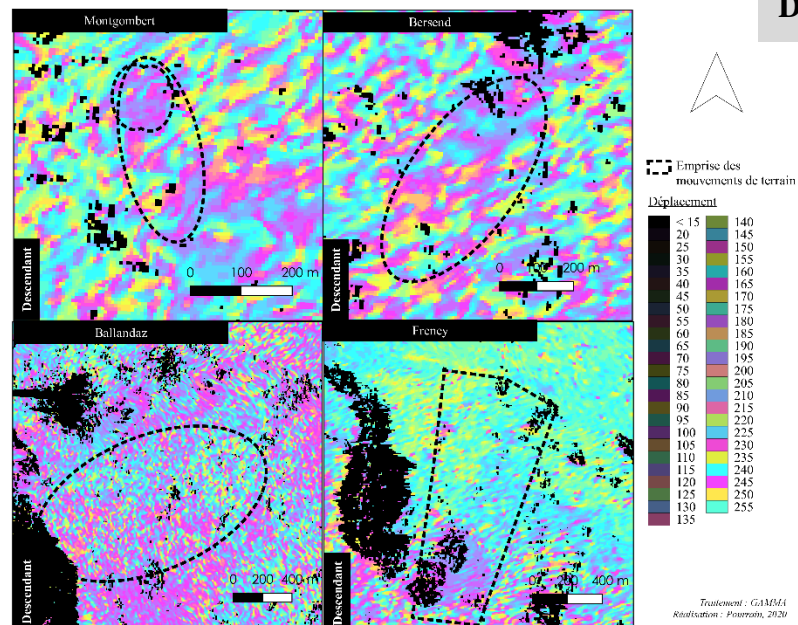 D
Montgombert
Bersend
Descendant
0 100 200 m
Descendant
0 100 200 m
Ballandaz
Freney
Descendant
0 200 400 m
Descendant
0 200 400 m
Emprise des
mouvements de terrain
Déplacement
< 15 140
20 145
25 150
30 155
35 160
40 165
45 170
50 175
55 180
60 185
65 190
70 195
75 200
80 205
85 210
90 215
95 220
100 225
105 230
110 235
115 240
120 245
125 250
130 255
135
Traitement : GAMMA
Réalisation : Pourrain, 2020